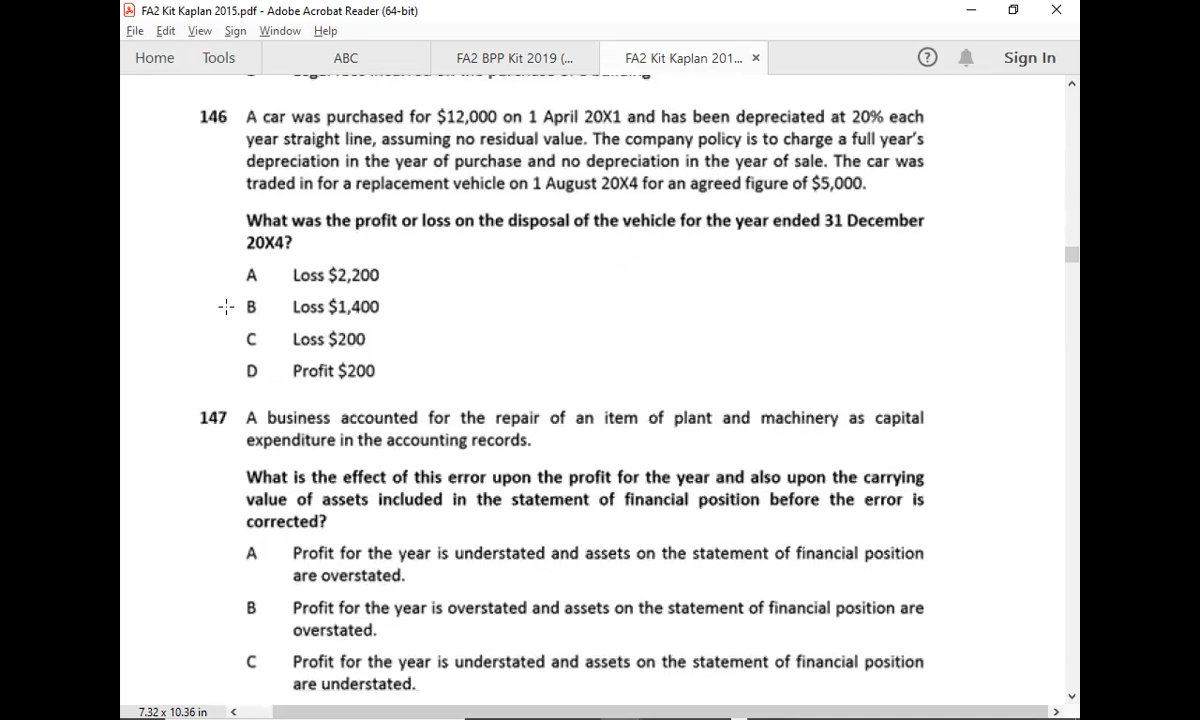 FA2 Kit Kaplan 2015.pdf - Adobe Acrobat Reader (64-bit)
File Edit View Sign Window Help
Home Tools ABC FA2 BPP Kit 2019 (... FA2 Kit Kaplan 201... × Sign In
146 A car was purchased for $12,000 on 1 April 20X1 and has been depreciated at 20% each
year straight line, assuming no residual value. The company policy is to charge a full year's
depreciation in the year of purchase and no depreciation in the year of sale. The car was
traded in for a replacement vehicle on 1 August 20X4 for an agreed figure of $5,000.
What was the profit or loss on the disposal of the vehicle for the year ended 31 December
20X4?
A Loss $2,200
B Loss $1,400
C Loss $200
D Profit $200
147 A business accounted for the repair of an item of plant and machinery as capital
expenditure in the accounting records.
What is the effect of this error upon the profit for the year and also upon the carrying
value of assets included in the statement of financial position before the error is
corrected?
A Profit for the year is understated and assets on the statement of financial position
are overstated.
B Profit for the year is overstated and assets on the statement of financial position are
overstated.
C Profit for the year is understated and assets on the statement of financial position
are understated.
7.32 x 10.36 in